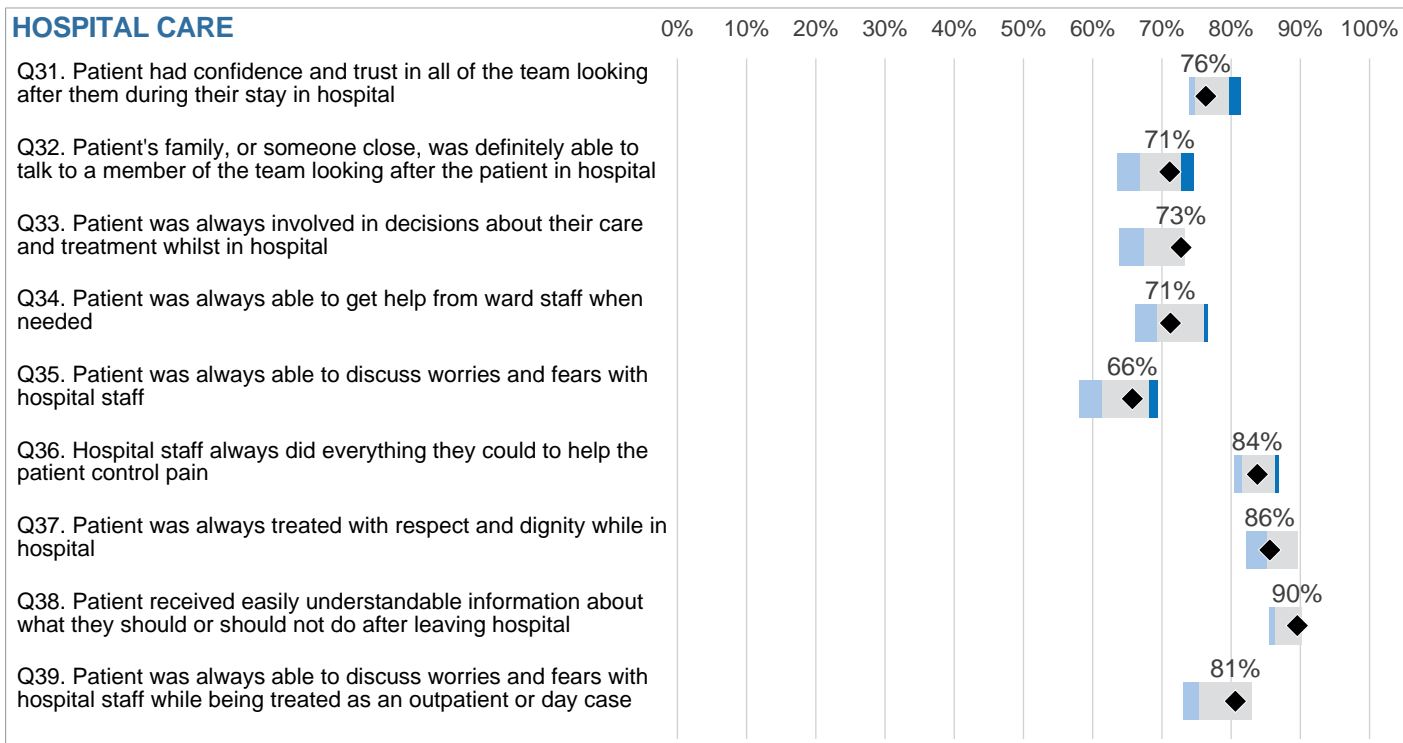 HOSPITAL CARE
0% 10% 20% 30% 40% 50% 60% 70% 80% 90% 100%
Q31. Patient had confidence and trust in all of the team looking
after them during their stay in hospital
76%
Q32. Patient's family, or someone close, was definitely able to
talk to a member of the team looking after the patient in hospital
71%
Q33. Patient was always involved in decisions about their care
and treatment whilst in hospital
73%
Q34. Patient was always able to get help from ward staff when
needed
71%
Q35. Patient was always able to discuss worries and fears with
hospital staff
66%
Q36. Hospital staff always did everything they could to help the
patient control pain
84%
Q37. Patient was always treated with respect and dignity while in
hospital
86%
Q38. Patient received easily understandable information about
what they should or should not do after leaving hospital
90%
Q39. Patient was always able to discuss worries and fears with
hospital staff while being treated as an outpatient or day case
81%